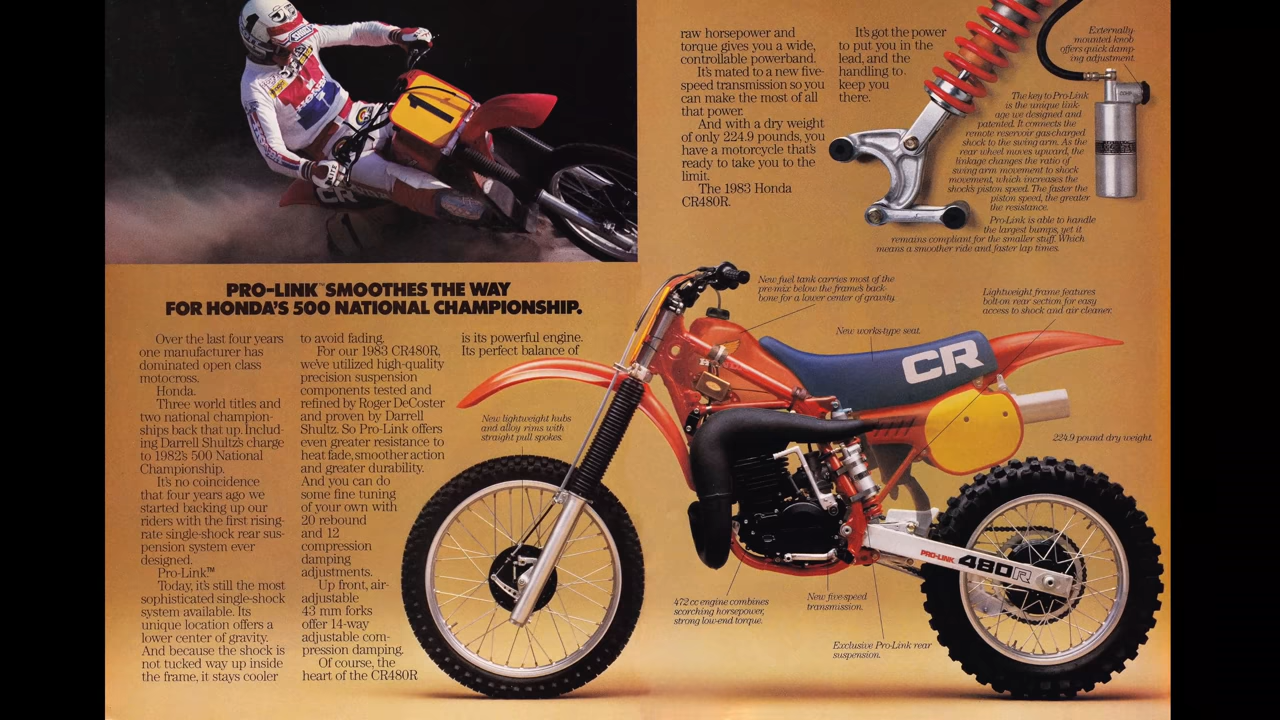 PRO-LINK™ SMOOTHES THE WAY
FOR HONDA'S 500 NATIONAL CHAMPIONSHIP.
Over the last four years
one manufacturer has
dominated open class
motocross.
Honda.
Three world titles and
two national champion-
ships back that up. Includ-
ing Darrell Shultz's charge
to 1982's 500 National
Championship.
It's no coincidence
that four years ago we
started backing up our
riders with the first rising-
rate single-shock rear sus-
pension system ever
designed.
Pro-Link™
Today, it's still the most
sophisticated single-shock
system available. Its
unique location offers a
lower center of gravity.
And because the shock is
not tucked way up inside
the frame, it stays cooler
to avoid fading.
For our 1983 CR480R,
we've utilized high-quality
precision suspension
components tested and
refined by Roger DeCoster
and proven by Darrell
Shultz. So Pro-Link offers
even greater resistance to
heat fade, smoother action
and greater durability.
And you can do
some fine tuning
of your own with
20 rebound
and 12
compression
damping
adjustments.
Up front, air-
adjustable
43 mm forks
offer 14-way
adjustable com-
pression damping.
Of course, the
heart of the CR480R
is its powerful engine.
Its perfect balance of
raw horsepower and
torque gives you a wide,
controllable powerband.
It's mated to a new five-
speed transmission so you
can make the most of all
that power.
And with a dry weight
of only 224.9 pounds, you
have a motorcycle that's
ready to take you to the
limit.
The 1983 Honda
CR480R.
It's got the power
to put you in the
lead, and the
handling to
keep you
there.
Externally-
mounted knob
offers quick damp-
ing adjustment.
The key to Pro-Link
is the unique link-
age we designed and
patented. It connects the
remote reservoir gas-charged
shock to the swing arm. As the
rear wheel moves upward, the
linkage changes the ratio of
swing arm movement to shock
movement, which increases the
shock's piston speed. The faster the
piston speed, the greater
the resistance.
Pro-Link is able to handle
the largest bumps, yet it
remains compliant for the smaller stuff. Which
means a smoother ride and faster lap times.
New fuel tank carries most of the
pre-mix below the frame's back-
bone for a lower center of gravity.
Lightweight frame features
bolt-on rear section for easy
access to shock and air cleaner.
New works-type seat.
CR
New lightweight hubs
and alloy rims with
straight pull spokes.
224.9 pound dry weight.
PRO-LINK 480R
472 cc engine combines
scorching horsepower,
strong low-end torque.
New five-speed
transmission.
Exclusive Pro-Link rear
suspension.
1
CR